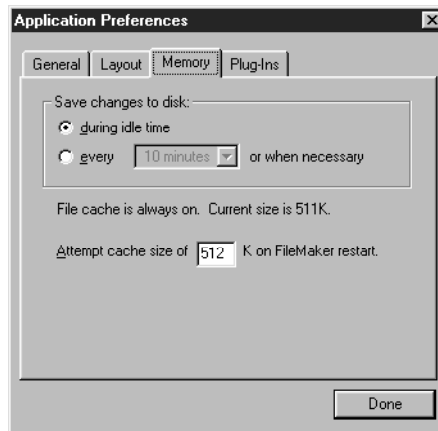 Application Preferences
General Layout Memory Plug-Ins
Save changes to disk:
during idle time
every 10 minutes or when necessary
File cache is always on. Current size is 511K.
Attempt cache size of 512 K on FileMaker restart.
Done